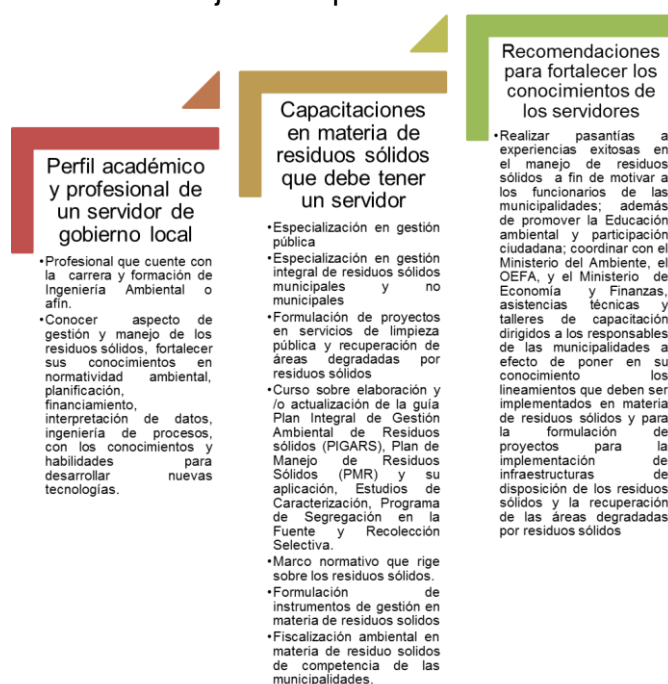 Perfil académico
y profesional de
un servidor de
gobierno local
•Profesional que cuente con
la carrera y formación de
Ingeniería Ambiental o
afín.
•Conocer aspecto de
gestión y manejo de los
residuos sólidos, fortalecer
sus conocimientos en
normatividad ambiental,
planificación,
financiamiento,
interpretación de datos,
ingeniería de procesos,
con los conocimientos y
habilidades para
desarrollar nuevas
tecnologías.
Capacitaciones
en materia de
residuos sólidos
que debe tener
un servidor
•Especialización en gestión
pública
•Especialización en gestión
integral de residuos sólidos
municipales y no
municipales
•Formulación de proyectos
en servicios de limpieza
pública y recuperación de
áreas degradadas por
residuos sólidos
•Curso sobre elaboración y
/o actualización de la guía
Plan Integral de Gestión
Ambiental de Residuos
sólidos (PIGARS), Plan de
Manejo de Residuos
Sólidos (PMR) y su
aplicación, Estudios de
Caracterización, Programa
de Segregación en la
Fuente y Recolección
Selectiva.
•Marco normativo que rige
sobre los residuos sólidos.
•Formulación de
instrumentos de gestión en
materia de residuos solidos
•Fiscalización ambiental en
materia de residuo solidos
de competencia de las
municipalidades.
Recomendaciones
para fortalecer los
conocimientos de
los servidores
•Realizar pasantías a
experiencias exitosas en
el manejo de residuos
sólidos a fin de motivar a
los funcionarios de las
municipalidades; además
de promover la Educación
ambiental y participación
ciudadana; coordinar con el
Ministerio del Ambiente, el
OEFA, y el Ministerio de
Economía y Finanzas,
asistencias técnicas y
talleres de capacitación
dirigidos a los responsables
de las municipalidades a
efecto de poner en su
conocimiento los
lineamientos que deben ser
implementados en materia
de residuos sólidos y para
la formulación de
proyectos para la
implementación de
infraestructuras de
disposición de los residuos
sólidos y la recuperación
de las áreas degradadas
por residuos sólidos